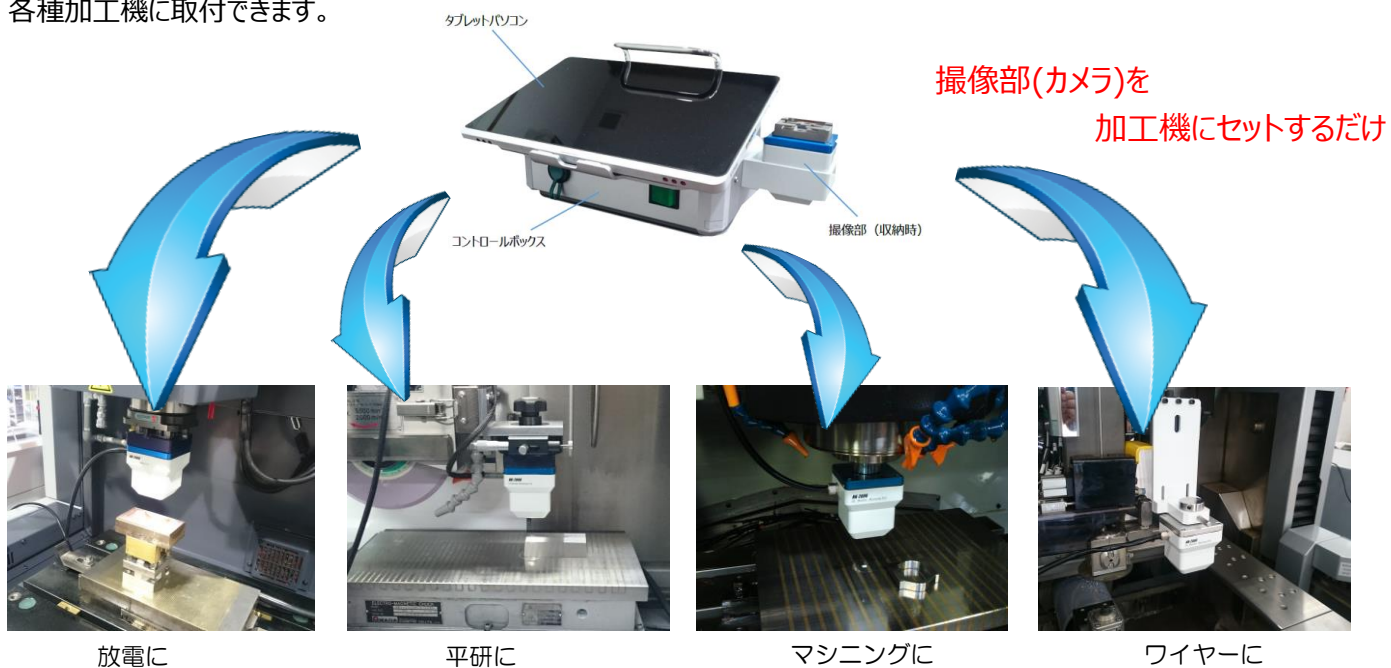 各種加工機に取付できます。
タブレットパソコン
撮像部(カメラ)を
加工機にセットするだけ
コントロールボックス
撮像部（収納時）
ELECTRO-MAGNETIC CHUCK
放電に
平研に
マシニングに
ワイヤーに